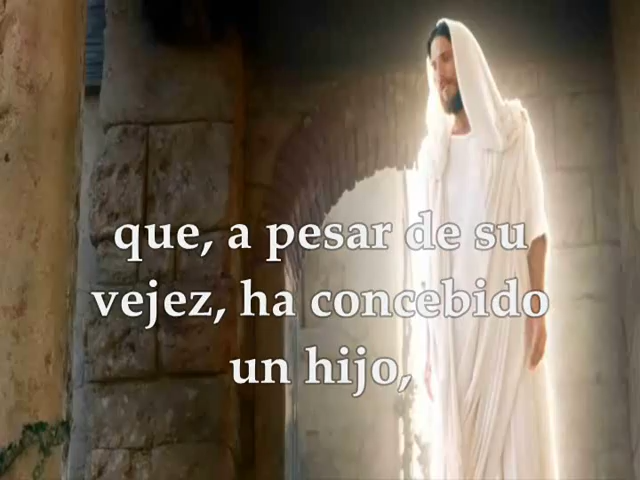 que, a pesar de su
vejez, ha concebido
un hijo,